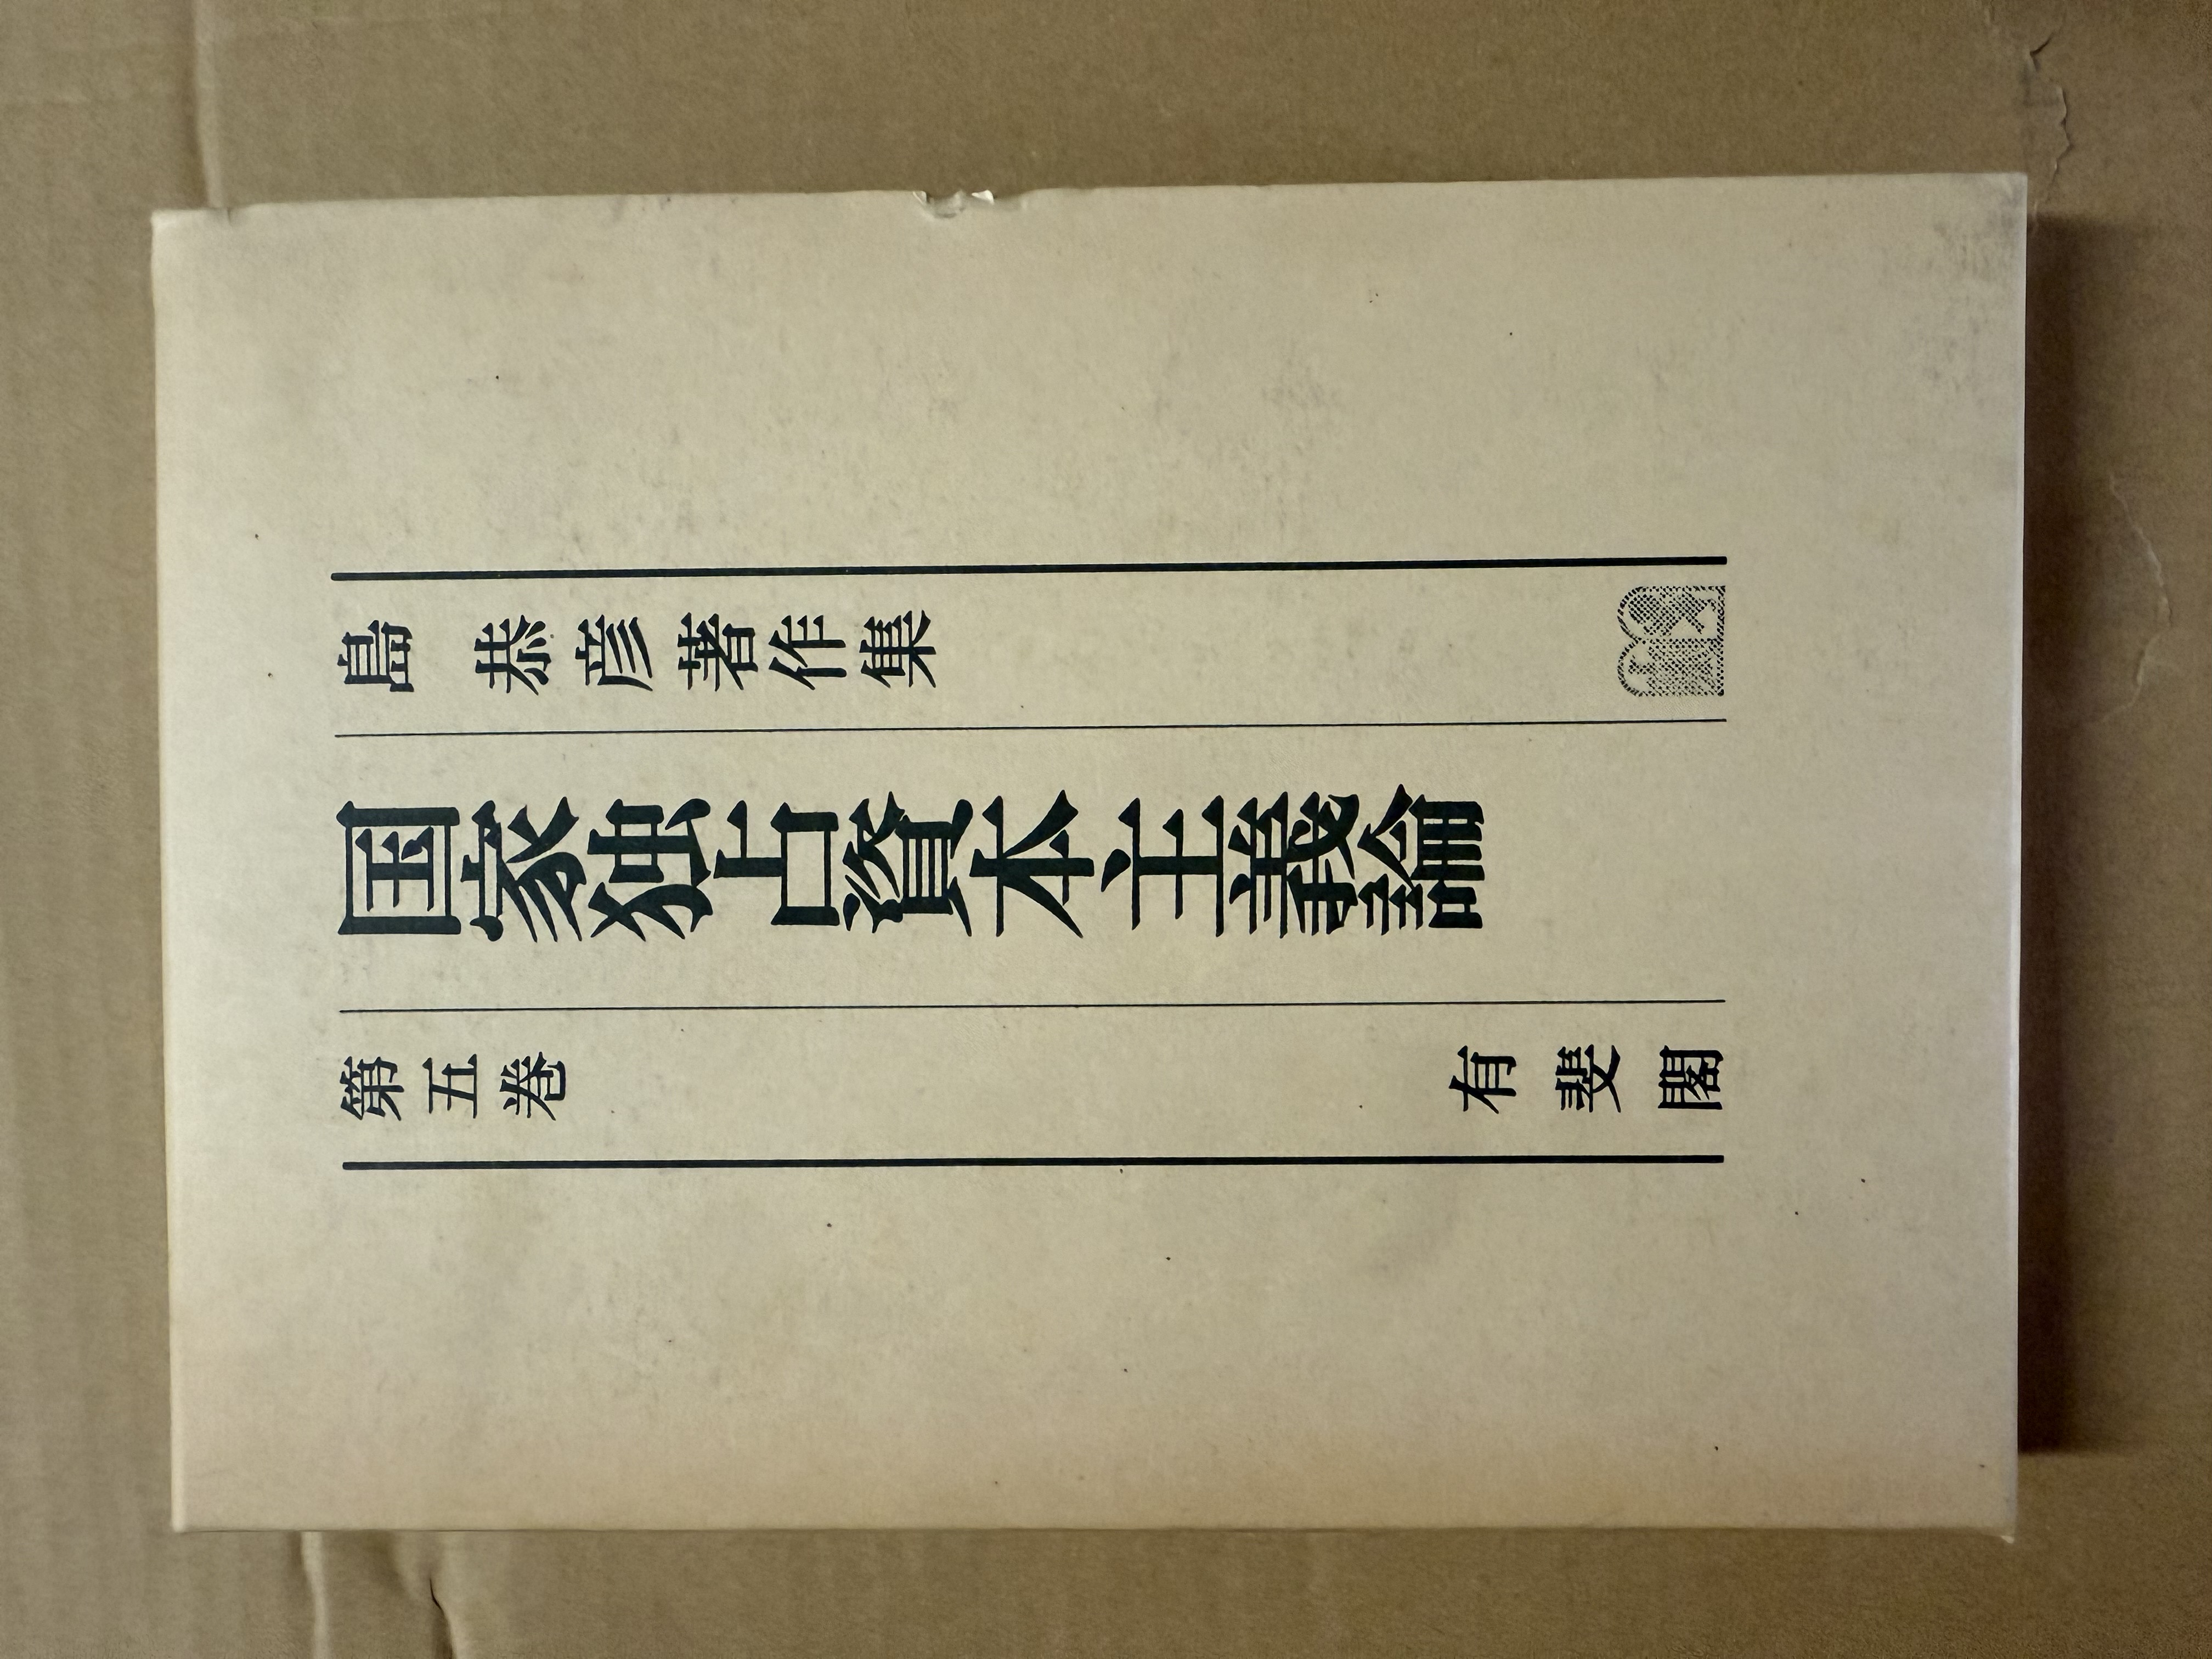 島 恭彦著作集
国家独占資本主義論
第五巻
有斐閣